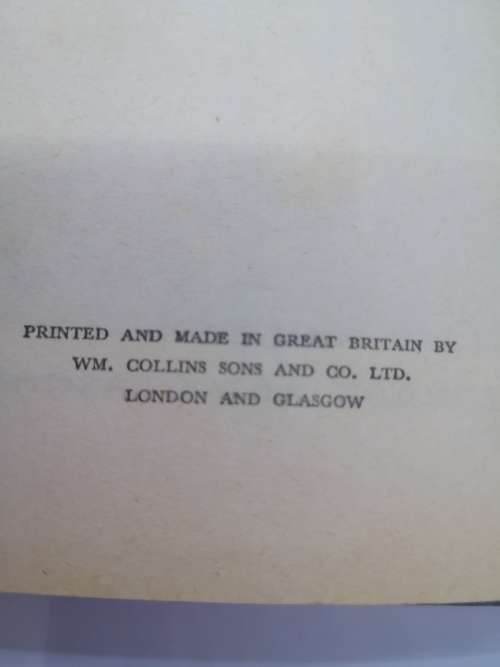 PRINTED AND MADE IN GREAT BRITAIN BY
WM. COLLINS SONS AND CO. LTD.
LONDON AND GLASGOW